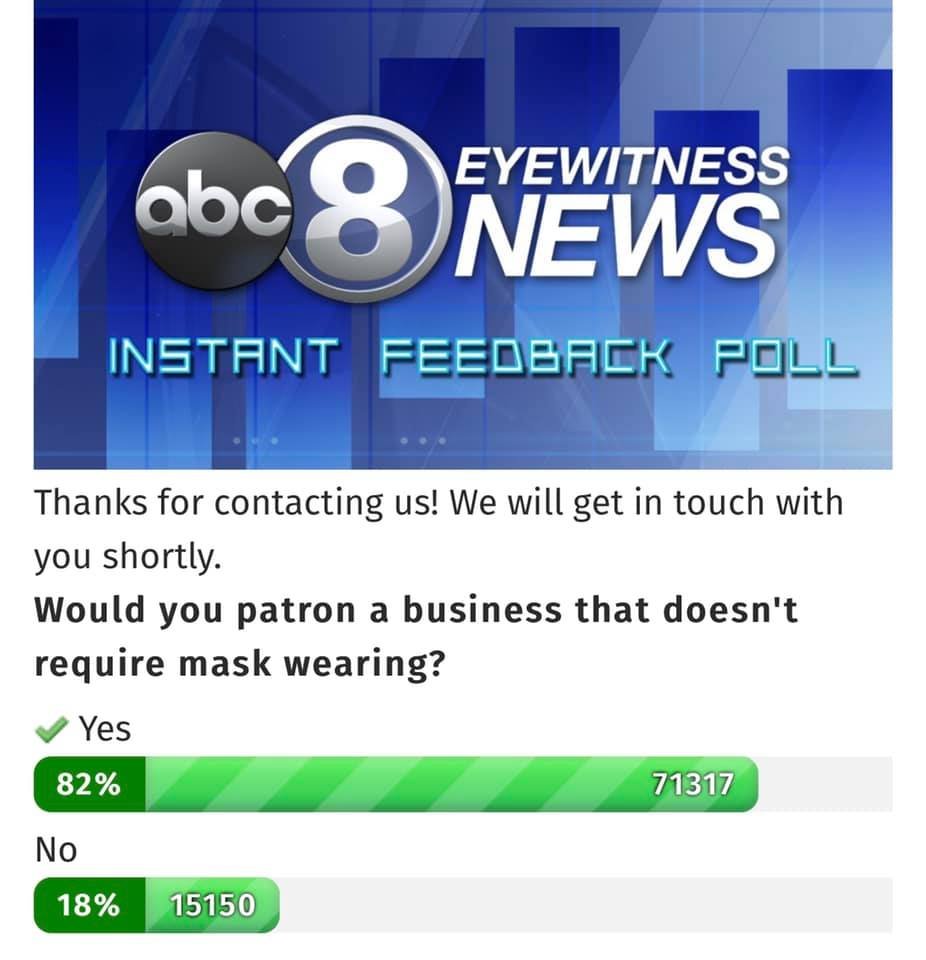 abc 8 EYEWITNESS
NEWS
INSTANT FEEDBACK POLL
Thanks for contacting us! We will get in touch with
you shortly.
Would you patron a business that doesn't
require mask wearing?
Yes
82% 71317
No
18% 15150